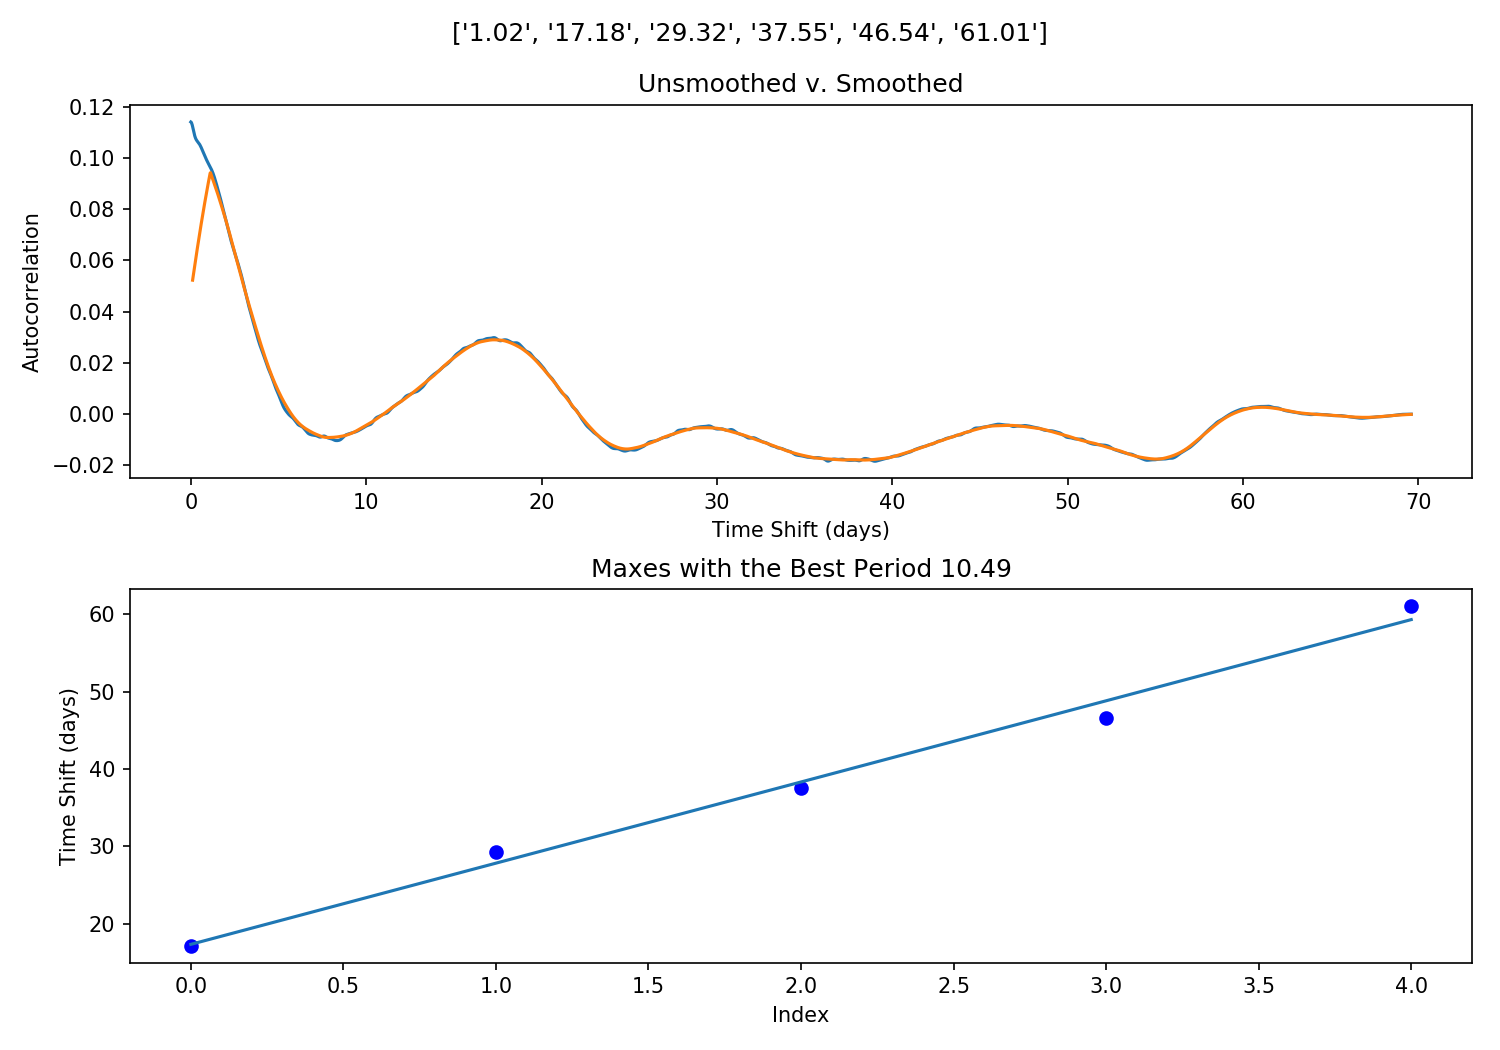 ['1.02', '17.18', '29.32', '37.55', '46.54', '61.01']
Unsmoothed v. Smoothed
Autocorrelation
0.12
0.10
0.08
0.06
0.04
0.02
0.00
−0.02
0 10 20 30 40 50 60 70
Time Shift (days)
Maxes with the Best Period 10.49
Time Shift (days)
60
50
40
30
20
0.0 0.5 1.0 1.5 2.0 2.5 3.0 3.5 4.0
Index